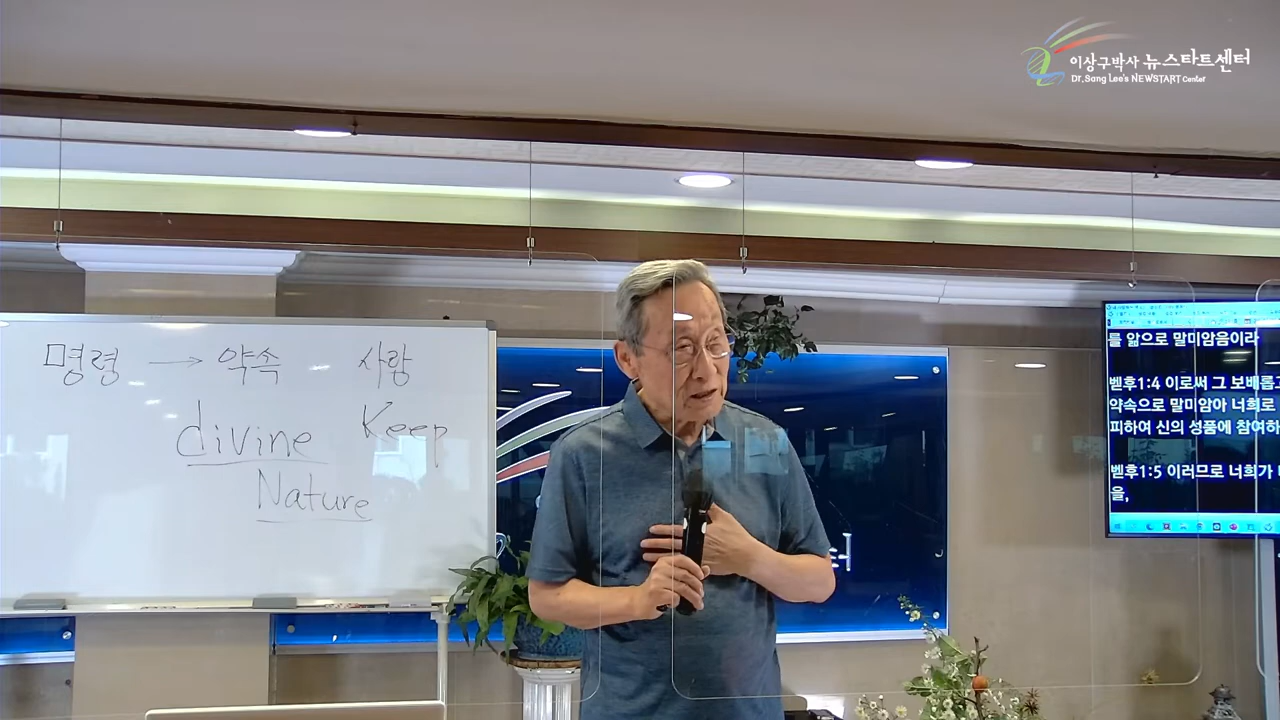 이상구박사 뉴스타트센터
Dr. Sang Lee's NEWSTART Center
명령 → 약속 사랑
divine Keep
Nature
를 앎으로 말미암음이라
벧후1:4 이로써 그 보배롭고
약속으로 말미암아 너희로
피하여 신의 성품에 참여하
벧후1:5 이러므로 너희가
을,
터